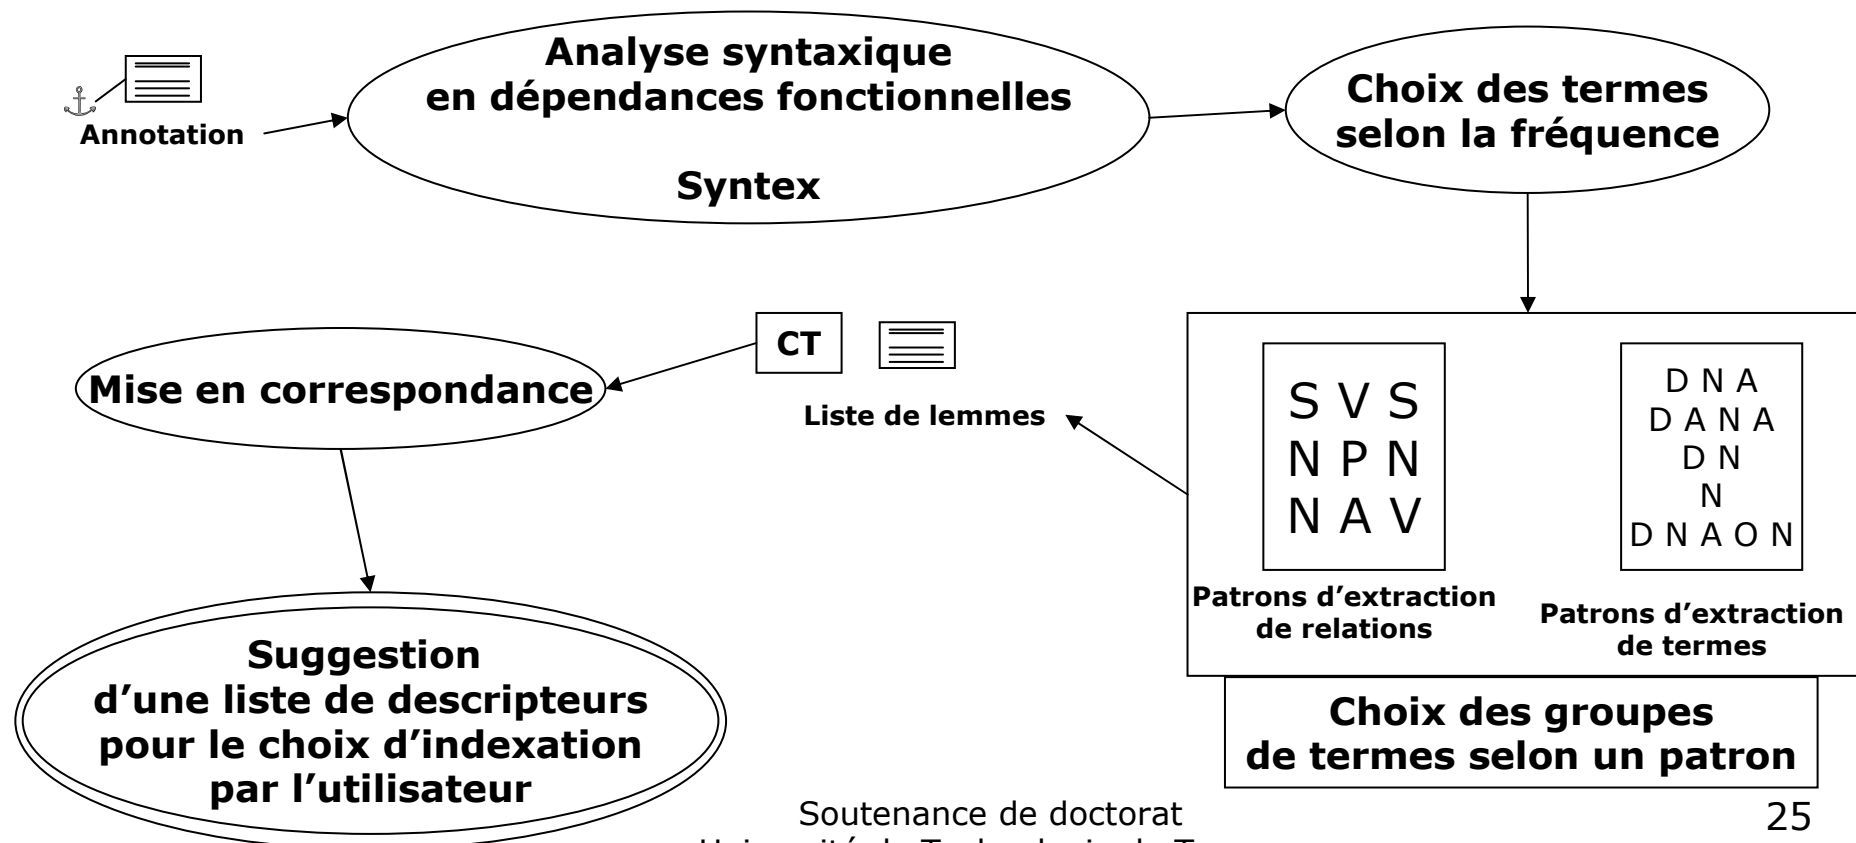 Annotation
Analyse syntaxique
en dépendances fonctionnelles
Syntex
Choix des termes
selon la fréquence
Mise en correspondance
CT
Liste de lemmes
S V S
N P N
N A V
Patrons d’extraction
de relations
D N A
D A N A
D N
N
D N A O N
Patrons d’extraction
de termes
Choix des groupes
de termes selon un patron
Suggestion
d’une liste de descripteurs
pour le choix d’indexation
par l’utilisateur
Soutenance de doctorat
25